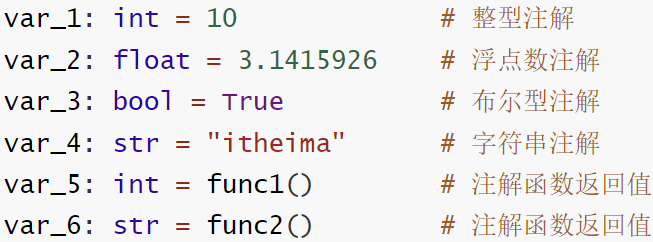 var_1: int = 10 # 整型注解
var_2: float = 3.1415926 # 浮点数注解
var_3: bool = True # 布尔型注解
var_4: str = "itheima" # 字符串注解
var_5: int = func1() # 注解函数返回值
var_6: str = func2() # 注解函数返回值